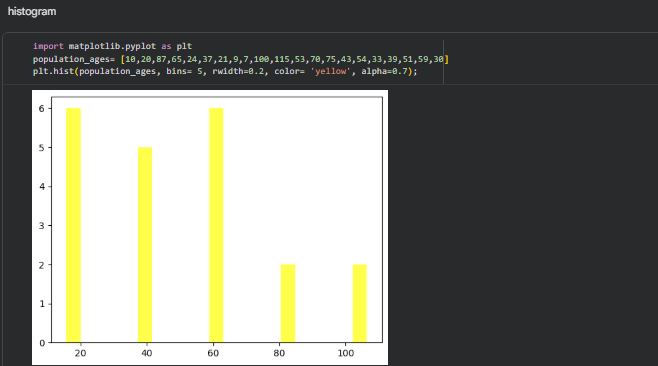 histogram
import matplotlib.pyplot as plt
population_ages= [10,20,87,65,24,37,21,9,7,100,115,53,70,75,43,54,33,39,51,59,30]
plt.hist(population_ages, bins= 5, rwidth=0.2, color= 'yellow', alpha=0.7);
6
5
4
3
2
1
0
20 40 60 80 100